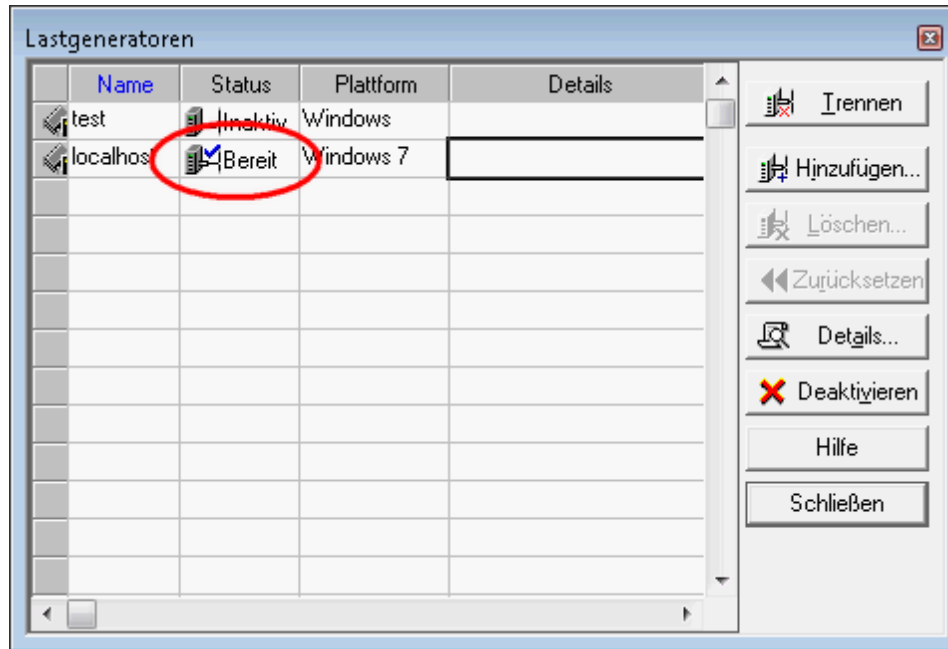 Lastgeneratoren
Name Status Plattform Details
test Inaktiv Windows
localhost Bereit Windows 7
Trennen
Hinzufügen...
Löschen...
Zurücksetzen
Details...
Deaktivieren
Hilfe
Schließen